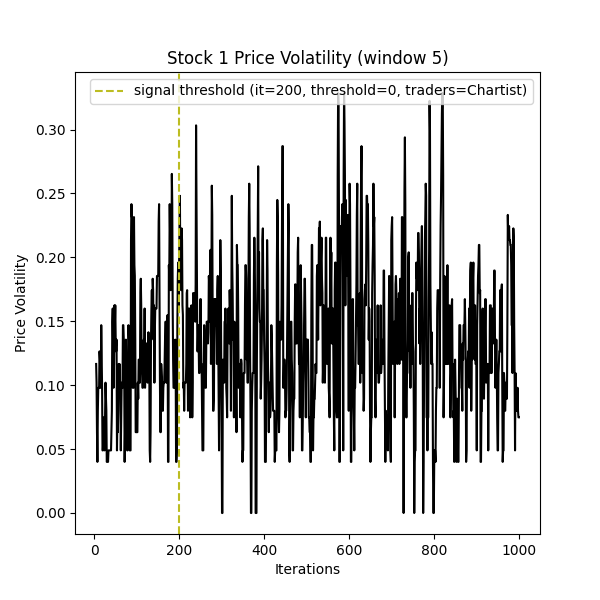 Stock 1 Price Volatility (window 5)
signal threshold (it=200, threshold=0, traders=Chartist)
Price Volatility
0.30
0.25
0.20
0.15
0.10
0.05
0.00
0 200 400 600 800 1000
Iterations